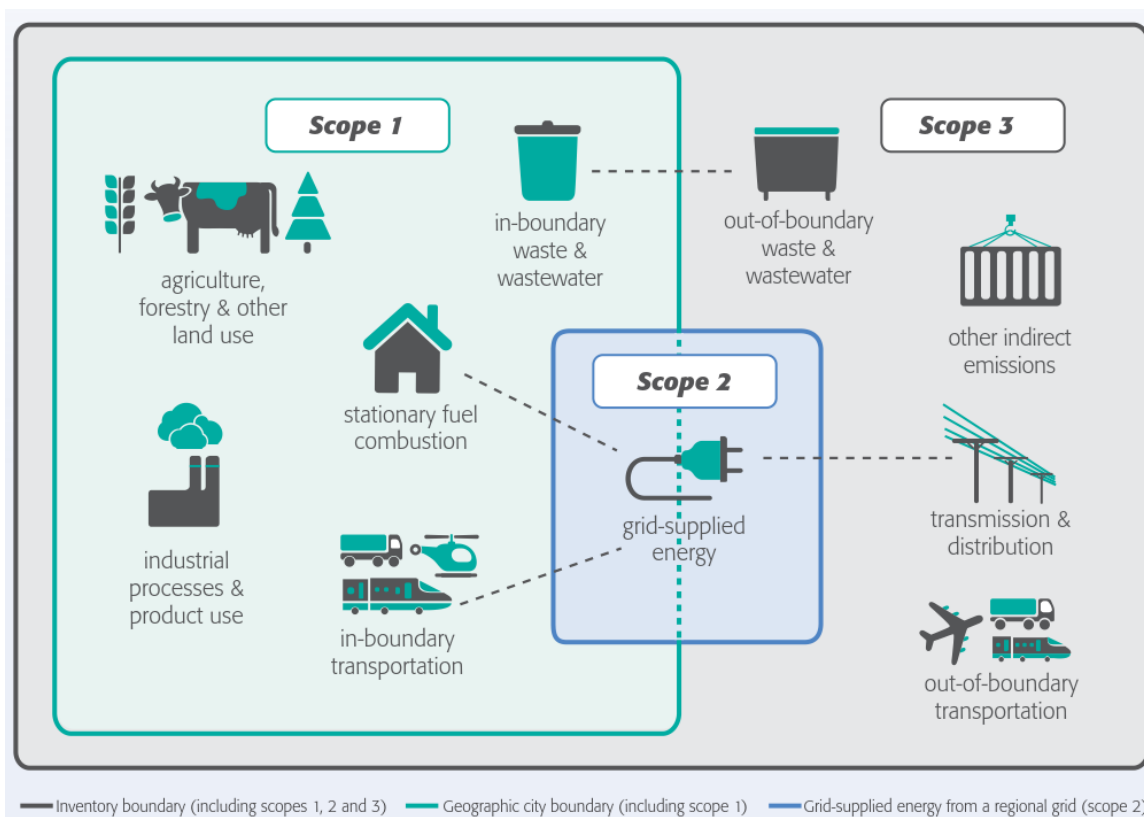 Scope 1
Scope 3
in-boundary
waste &
wastewater
out-of-boundary
waste &
wastewater
agriculture,
forestry & other
land use
other indirect
emissions
Scope 2
stationary fuel
combustion
grid-supplied
energy
transmission &
distribution
industrial
processes &
product use
in-boundary
transportation
out-of-boundary
transportation
Inventory boundary (including scopes 1, 2 and 3) Geographic city boundary (including scope 1) Grid-supplied energy from a regional grid (scope 2)